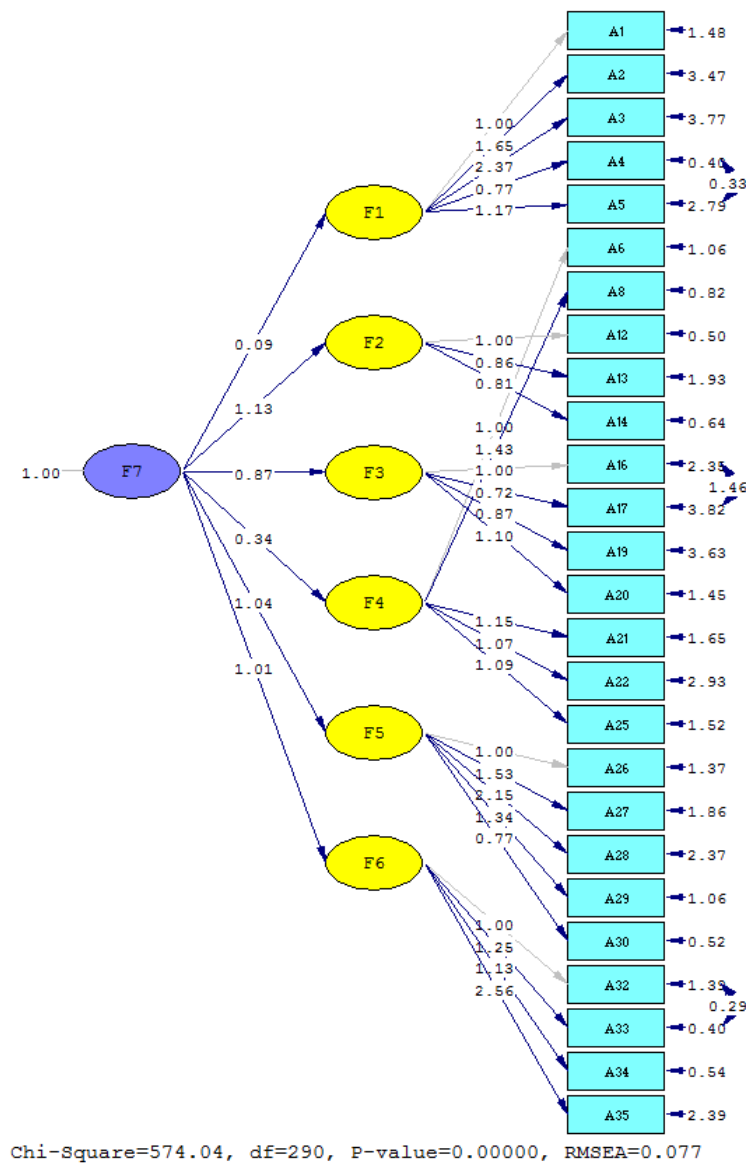 A1 1.48
A2 3.47
1.00 A3 3.77
1.65
2.37 A4 0.40
0.77 0.33
F1 1.17 A5 2.79
A6 1.06
A8 0.82
0.09 F2 1.00 A12 0.50
0.86
0.81 A13 1.93
1.13 A14 0.64
1.00
1.43
1.00 F7 0.87 F3 1.00 A16 2.35
0.72 1.46
0.87 A17 3.82
0.34 1.10 A19 3.63
1.04 F4 A20 1.45
1.15 A21 1.65
1.07
1.01 1.09 A22 2.93
A25 1.52
F5 1.00 A26 1.37
1.53
2.15 A27 1.86
1.34
0.77 A28 2.37
F6 A29 1.06
1.00 A30 0.52
1.25
1.13 A32 1.39
2.56 0.29
A33 0.40
A34 0.54
A35 2.39
Chi-Square=574.04, df=290, P-value=0.00000, RMSEA=0.077